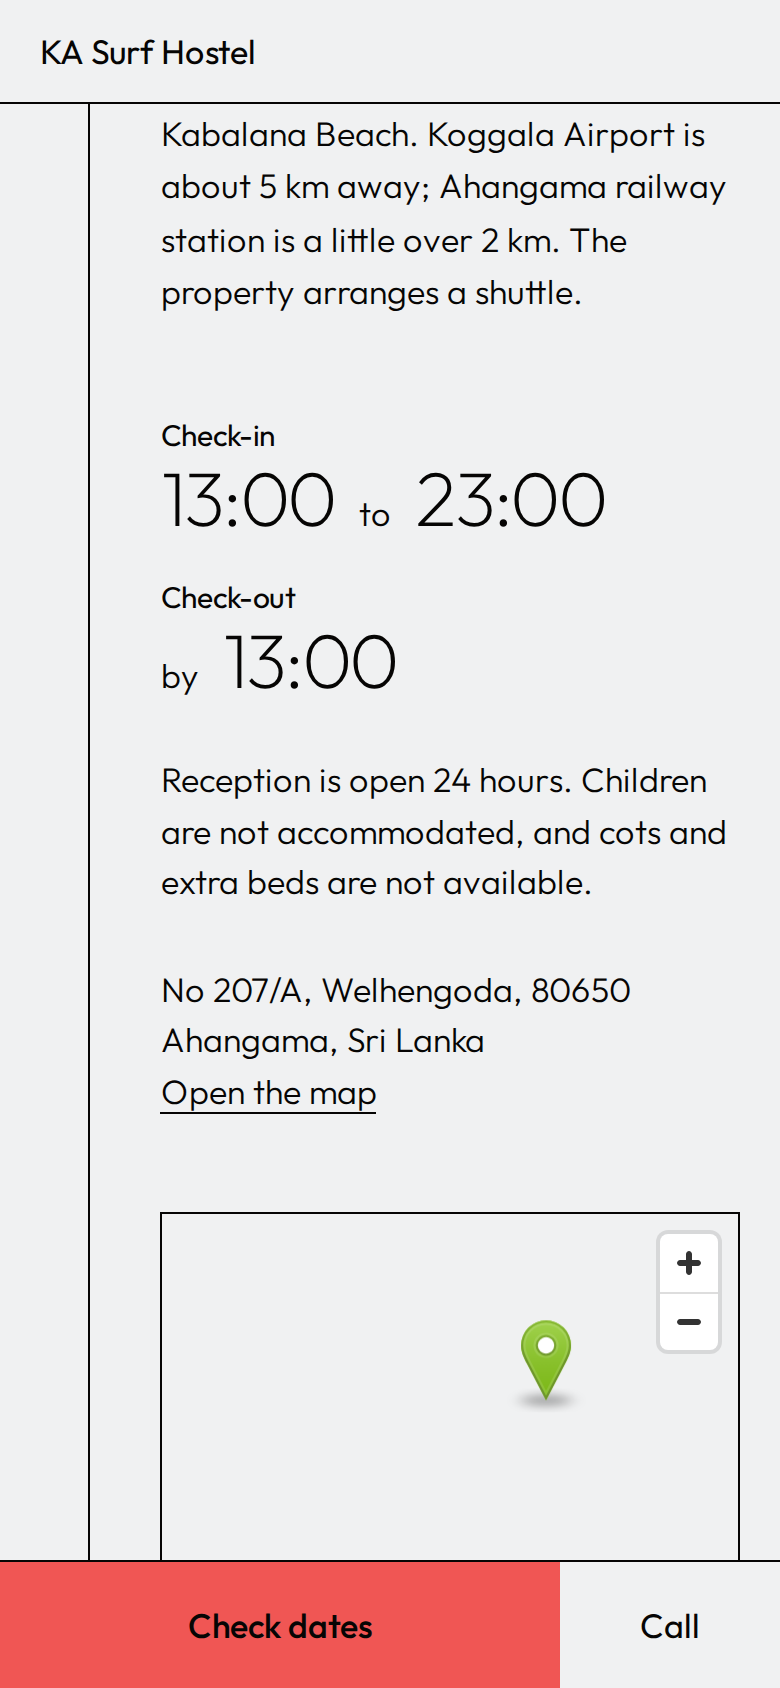 KA Surf Hostel
Kabalana Beach. Koggala Airport is
about 5 km away; Ahangama railway
station is a little over 2 km. The
property arranges a shuttle.
Check-in
13:00 to 23:00
Check-out
by 13:00
Reception is open 24 hours. Children
are not accommodated, and cots and
extra beds are not available.
No 207/A, Welhengoda, 80650
Ahangama, Sri Lanka
Open the map
+
−
Check dates
Call